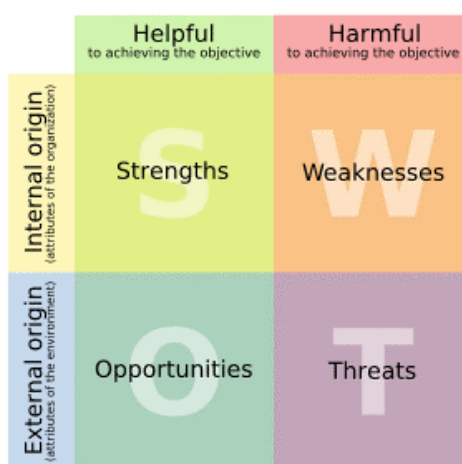 Helpful
to achieving the objective
Harmful
to achieving the objective
Internal origin
(attributes of the organization)
S
Strengths
W
Weaknesses
External origin
(attributes of the environment)
O
Opportunities
T
Threats